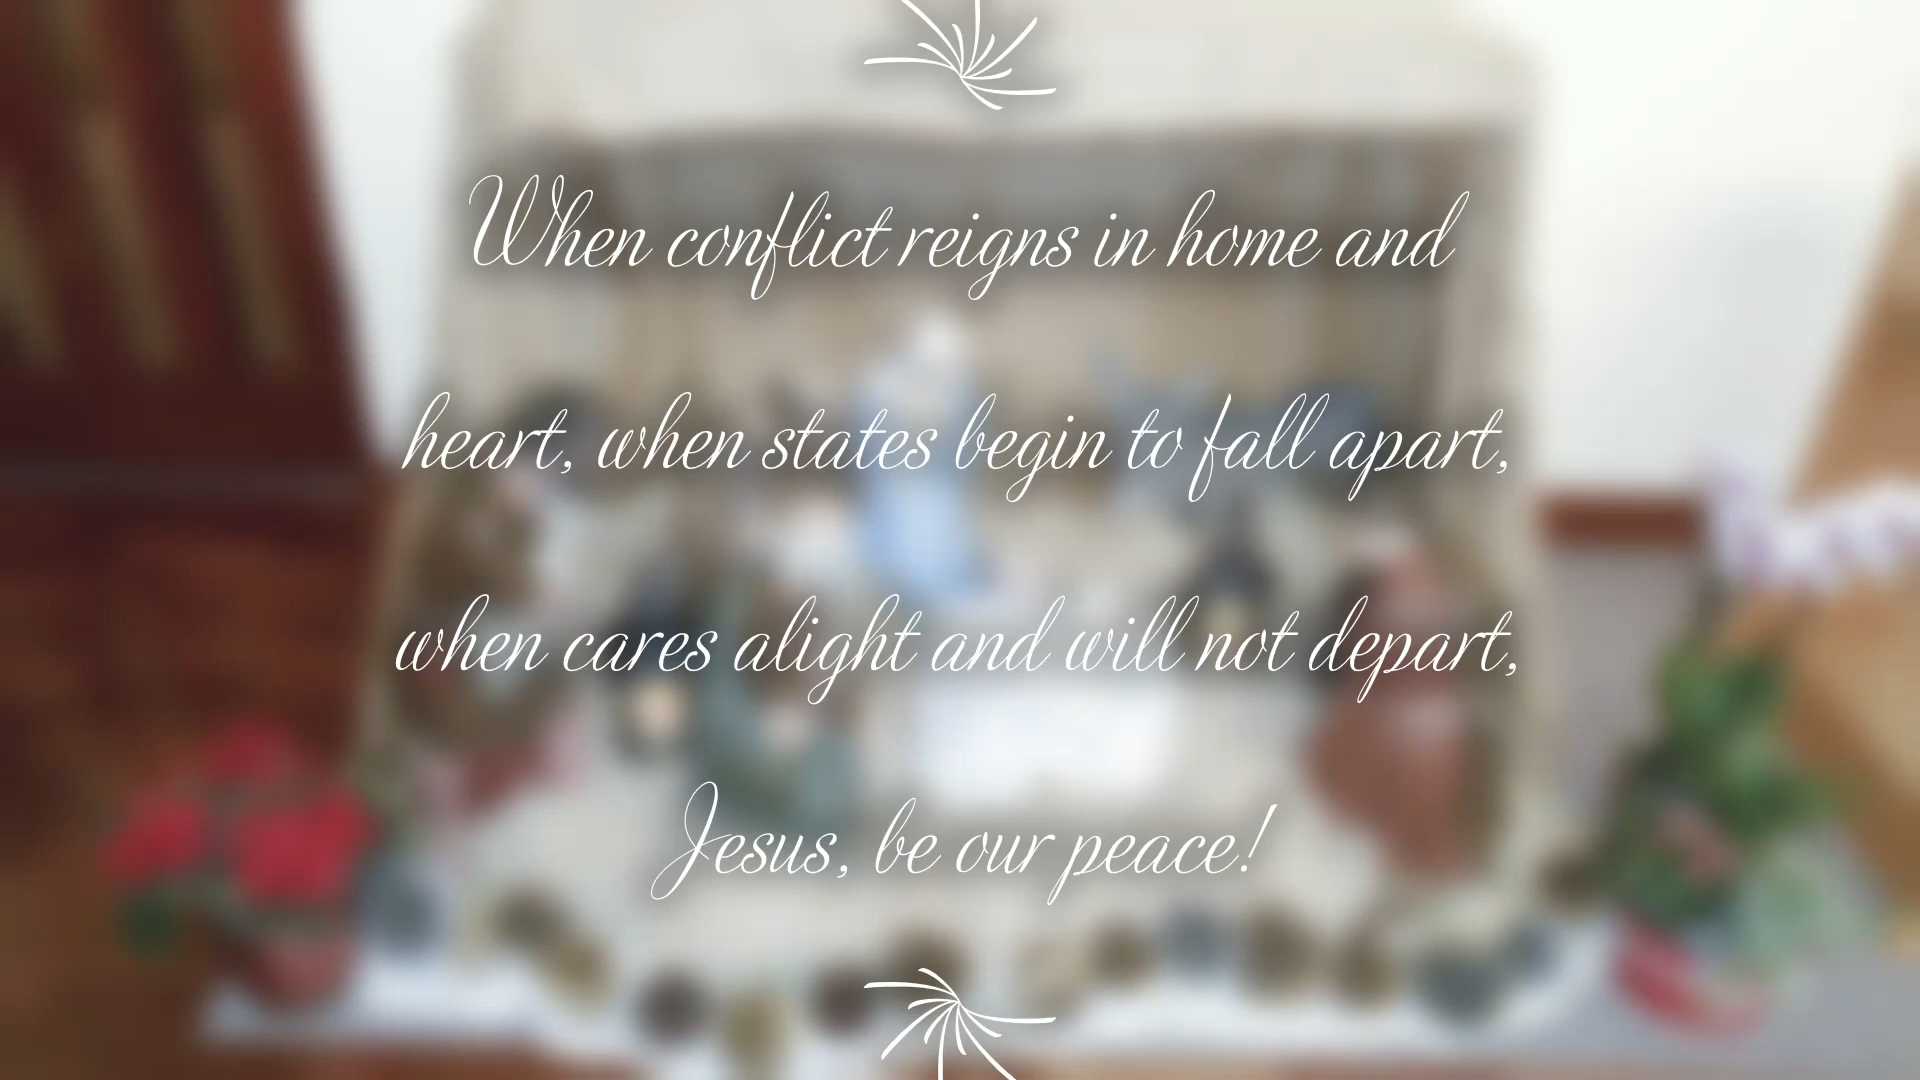 When conflict reigns in home and
heart, when states begin to fall apart,
when cares alight and will not depart,
Jesus, be our peace!